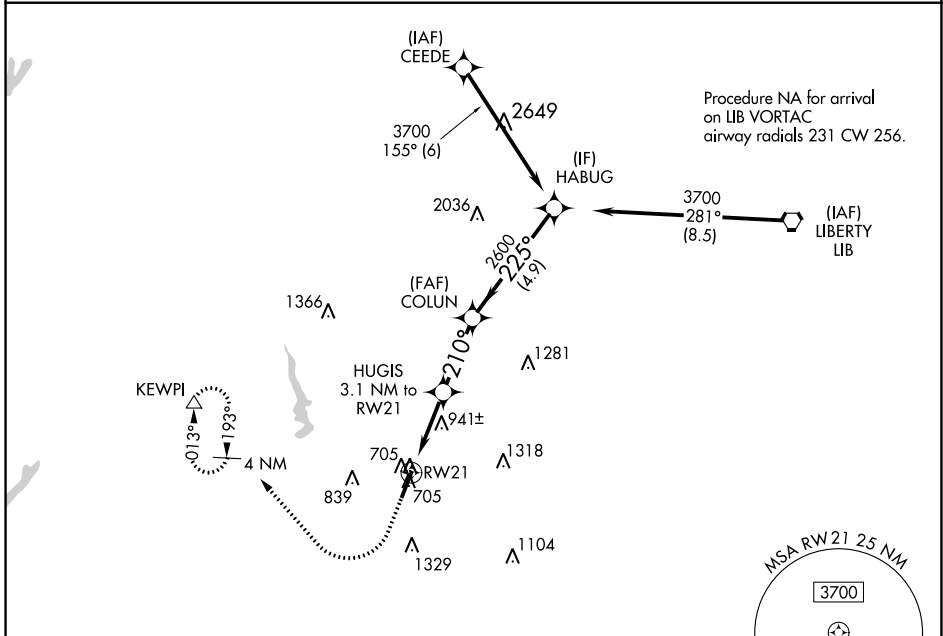 (IAF)
CEEDE
2649
3700
155° (6)
Procedure NA for arrival
on LIB VORTAC
airway radials 231 CW 256.
(IF)
HABUG
3700
281°
(8.5)
(IAF)
LIBERTY
LIB
2036
2600
225°
(4.9)
(FAF)
COLUN
1366
210°
1281
HUGIS
3.1 NM to
RW21
KEWPI
013°
193°
4 NM
941±
705
RW21
1318
839
705
1329
1104
MSA RW21 25 NM
3700